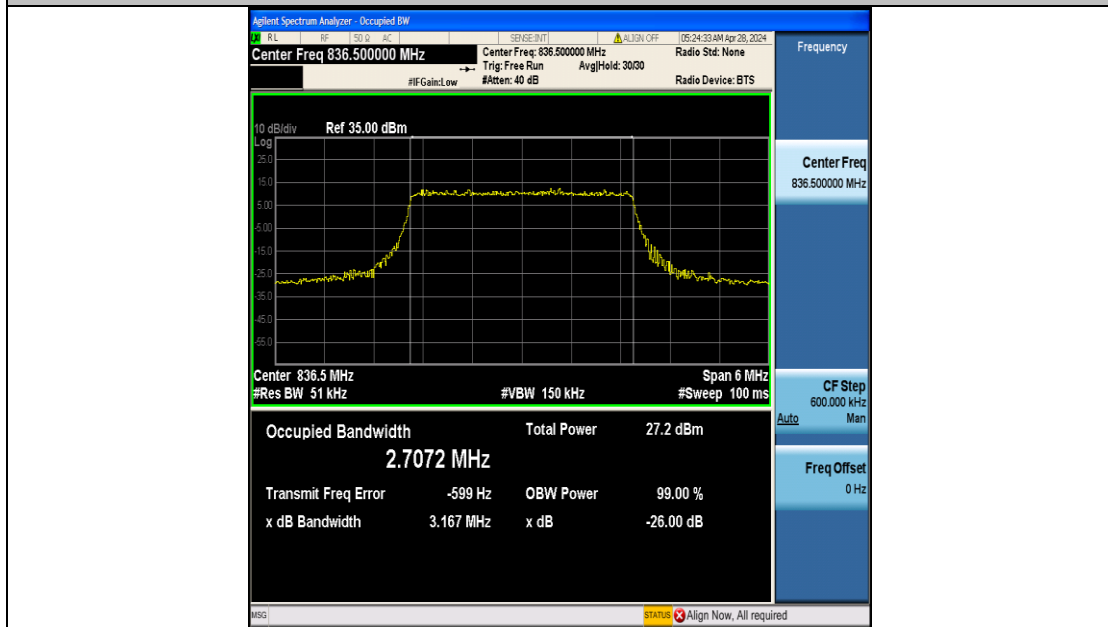 Agilent Spectrum Analyzer - Occupied BW
LXI RL RF 50 Ω AC SENSE:INT ALIGN OFF 05:24:33 AM Apr 28, 2024
Center Freq 836.500000 MHz
Center Freq: 836.500000 MHz
Radio Std: None
Trig: Free Run Avg|Hold: 30/30
#IFGain:Low
#Atten: 40 dB
Radio Device: BTS
10 dB/div Ref 35.00 dBm
Log
25.0
15.0
5.00
-5.00
-15.0
-25.0
-35.0
-45.0
-55.0
Center 836.5 MHz Span 6 MHz
#Res BW 51 kHz #VBW 150 kHz #Sweep 100 ms
Occupied Bandwidth Total Power 27.2 dBm
2.7072 MHz
Transmit Freq Error -599 Hz OBW Power 99.00 %
x dB Bandwidth 3.167 MHz x dB -26.00 dB
Frequency
Center Freq
836.500000 MHz
CF Step
600.000 kHz
Auto Man
Freq Offset
0 Hz
MSG STATUS Align Now, All required